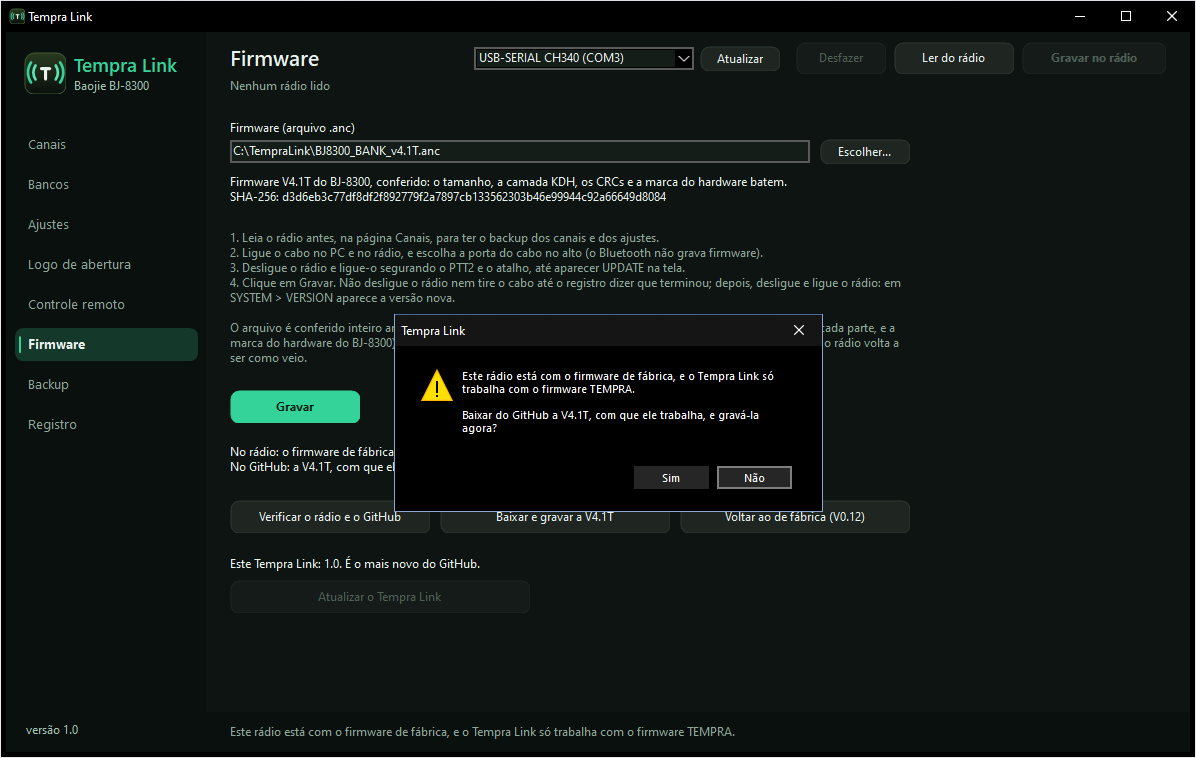 Tempra Link
Tempra Link
Baojie BJ-8300
Canais
Bancos
Ajustes
Logo de abertura
Controle remoto
Firmware
Backup
Registro
versão 1.0
Firmware
Nenhum rádio lido
USB-SERIAL CH340 (COM3)
Atualizar
Desfazer
Ler do rádio
Gravar no rádio
Firmware (arquivo .anc)
C:\TempraLink\BJ8300_BANK_v4.1T.anc
Escolher...
Firmware V4.1T do BJ-8300, conferido: o tamanho, a camada KDH, os CRCs e a marca do hardware batem.
SHA-256: d3d6eb3c77df8df2f892779f2a7897cb133562303b46e99944c92a66649d8084
1. Leia o rádio antes, na página Canais, para ter o backup dos canais e dos ajustes.
2. Ligue o cabo no PC e no rádio, e escolha a porta do cabo no alto (o Bluetooth não grava firmware).
3. Desligue o rádio e ligue-o segurando o PTT2 e o atalho, até aparecer UPDATE na tela.
4. Clique em Gravar. Não desligue o rádio nem tire o cabo até o registro dizer que terminou; depois, desligue e ligue o rádio: em
SYSTEM > VERSION aparece a versão nova.
O arquivo é conferido inteiro cada parte, e a
marca do hardware do BJ-8300) o rádio volta a
ser como veio.
Gravar
No rádio: o firmware de fábrica
No GitHub: a V4.1T, com que
Verificar o rádio e o GitHub
Baixar e gravar a V4.1T
Voltar ao de fábrica (V0.12)
Este Tempra Link: 1.0. É o mais novo do GitHub.
Atualizar o Tempra Link
Tempra Link
Este rádio está com o firmware de fábrica, e o Tempra Link só
trabalha com o firmware TEMPRA.
Baixar do GitHub a V4.1T, com que ele trabalha, e gravá-la
agora?
Sim
Não
Este rádio está com o firmware de fábrica, e o Tempra Link só trabalha com o firmware TEMPRA.